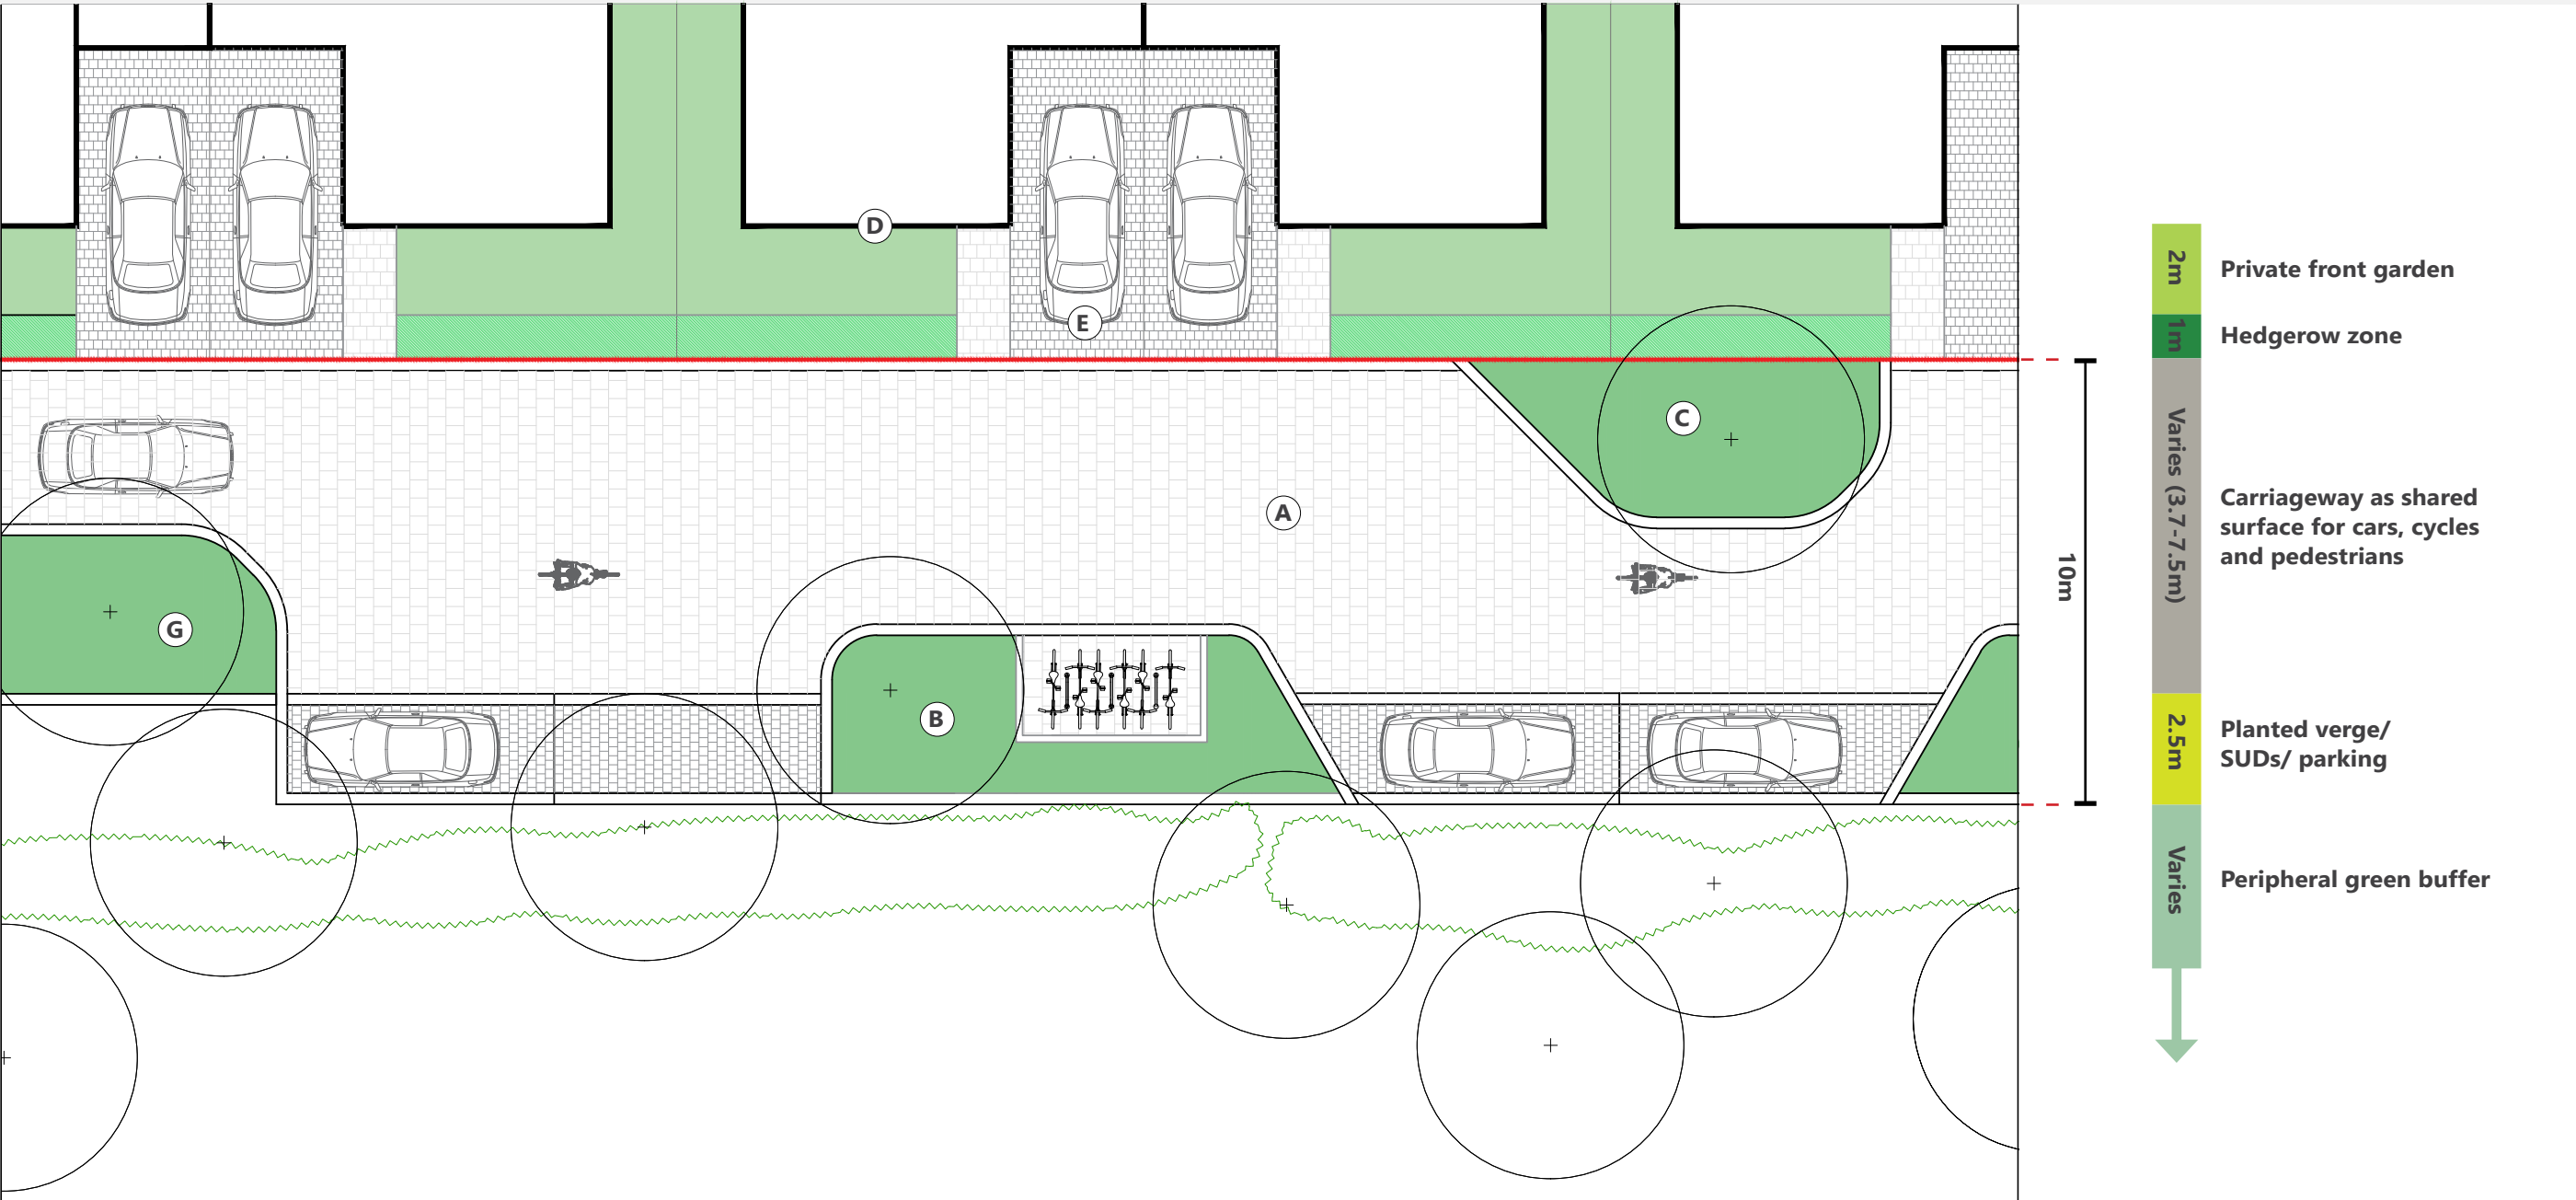 D
E
C
A
G
B
2m
Private front garden
1m
Hedgerow zone
Varies (3.7-7.5m)
Carriageway as shared
surface for cars, cycles
and pedestrians
10m
2.5m
Planted verge/
SUDs/ parking
Varies
Peripheral green buffer